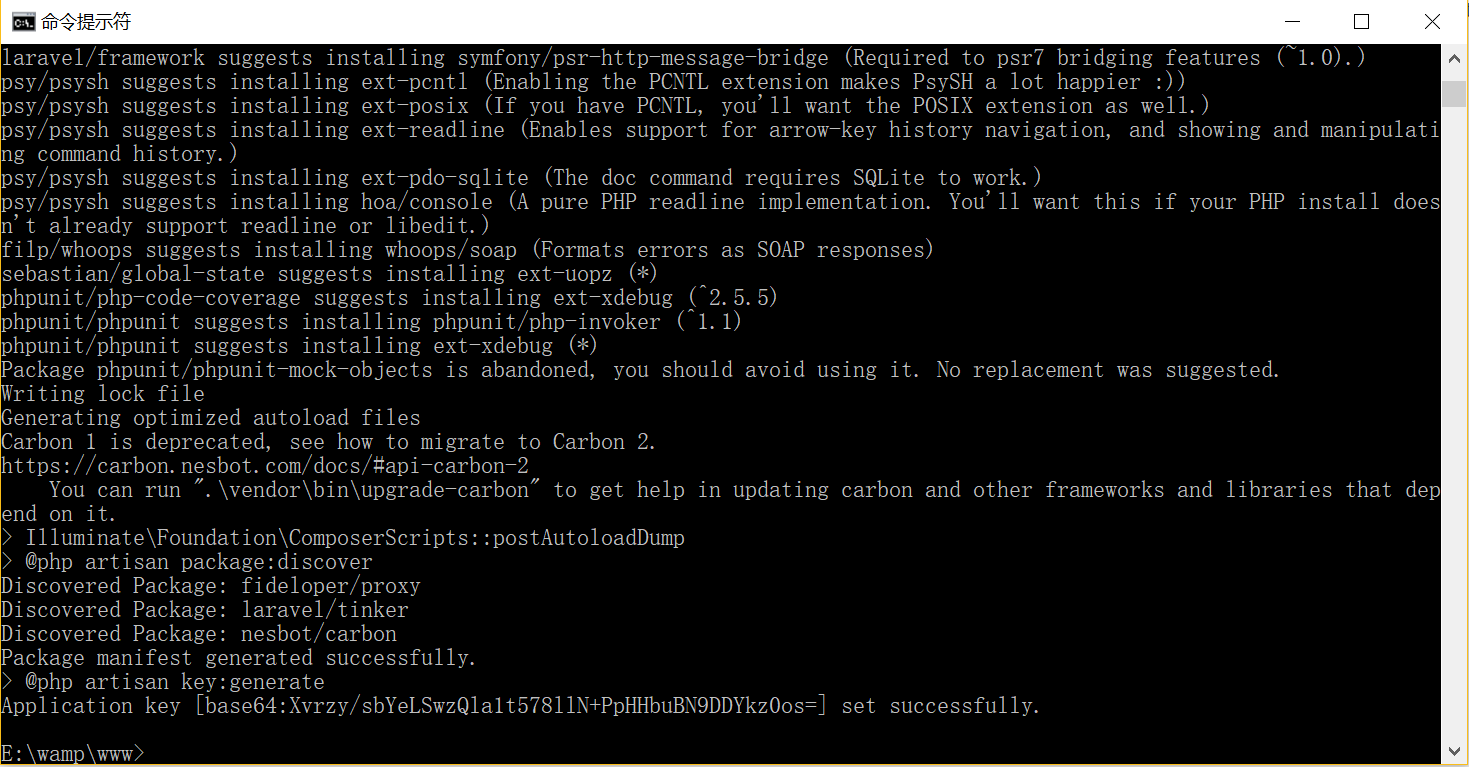 命令提示符
laravel/framework suggests installing symfony/psr-http-message-bridge (Required to psr7 bridging features (~1.0).)
psy/psysh suggests installing ext-pcntl (Enabling the PCNTL extension makes PsySH a lot happier :))
psy/psysh suggests installing ext-posix (If you have PCNTL, you'll want the POSIX extension as well.)
psy/psysh suggests installing ext-readline (Enables support for arrow-key history navigation, and showing and manipulati
ng command history.)
psy/psysh suggests installing ext-pdo-sqlite (The doc command requires SQLite to work.)
psy/psysh suggests installing hoa/console (A pure PHP readline implementation. You'll want this if your PHP install does
n't already support readline or libedit.)
filp/whoops suggests installing whoops/soap (Formats errors as SOAP responses)
sebastian/global-state suggests installing ext-uopz (*)
phpunit/php-code-coverage suggests installing ext-xdebug (^2.5.5)
phpunit/phpunit suggests installing phpunit/php-invoker (^1.1)
phpunit/phpunit suggests installing ext-xdebug (*)
Package phpunit/phpunit-mock-objects is abandoned, you should avoid using it. No replacement was suggested.
Writing lock file
Generating optimized autoload files
Carbon 1 is deprecated, see how to migrate to Carbon 2.
https://carbon.nesbot.com/docs/#api-carbon-2
    You can run ".\vendor\bin\upgrade-carbon" to get help in updating carbon and other frameworks and libraries that dep
end on it.
> Illuminate\Foundation\ComposerScripts::postAutoloadDump
> @php artisan package:discover
Discovered Package: fideloper/proxy
Discovered Package: laravel/tinker
Discovered Package: nesbot/carbon
Package manifest generated successfully.
> @php artisan key:generate
Application key [base64:Xvrzy/sbYeLSwzQla1t578llN+PpHHbuBN9DDYkz0os=] set successfully.
E:\wamp\www>